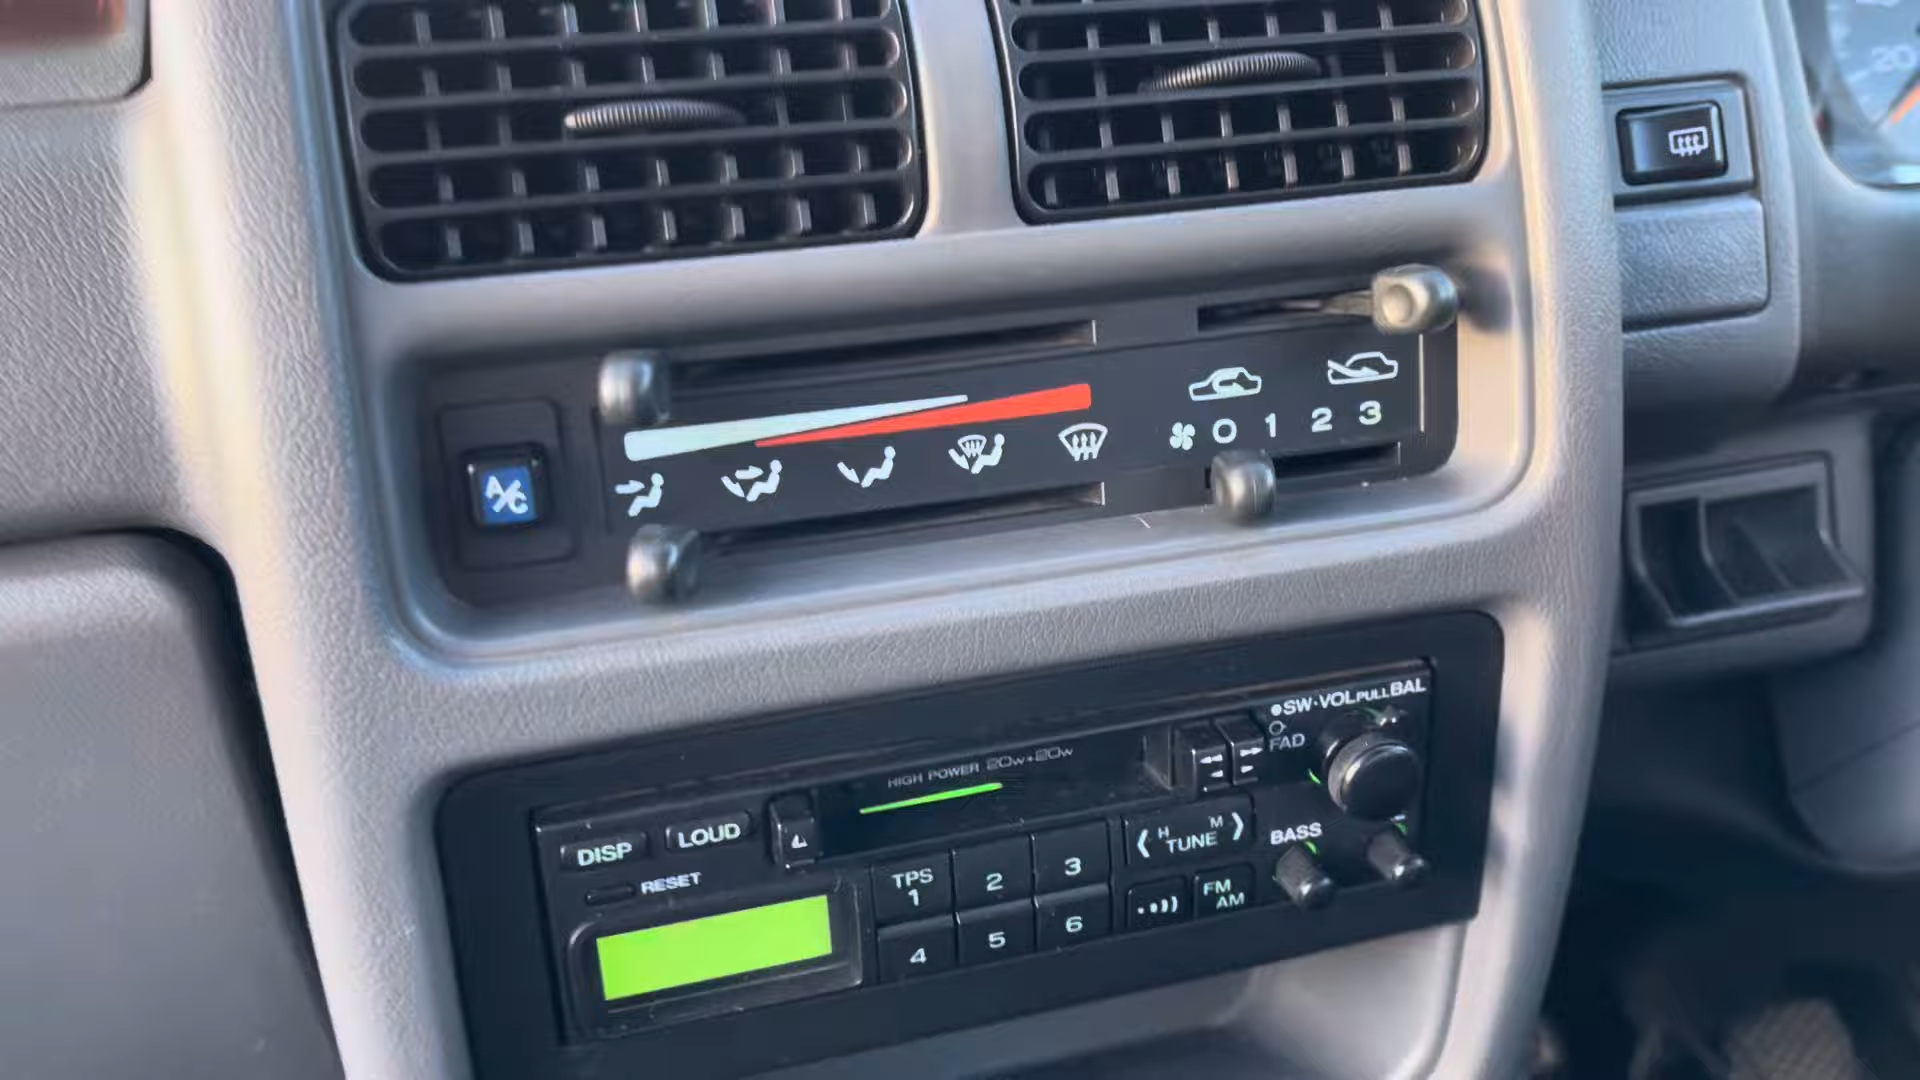 20
0 1 2 3
A/C
SW·VOL PULL BAL
FAD
HIGH POWER 20W+20W
DISP
LOUD
RESET
TPS
1 2 3
4 5 6
H M
TUNE
FM
AM
BASS